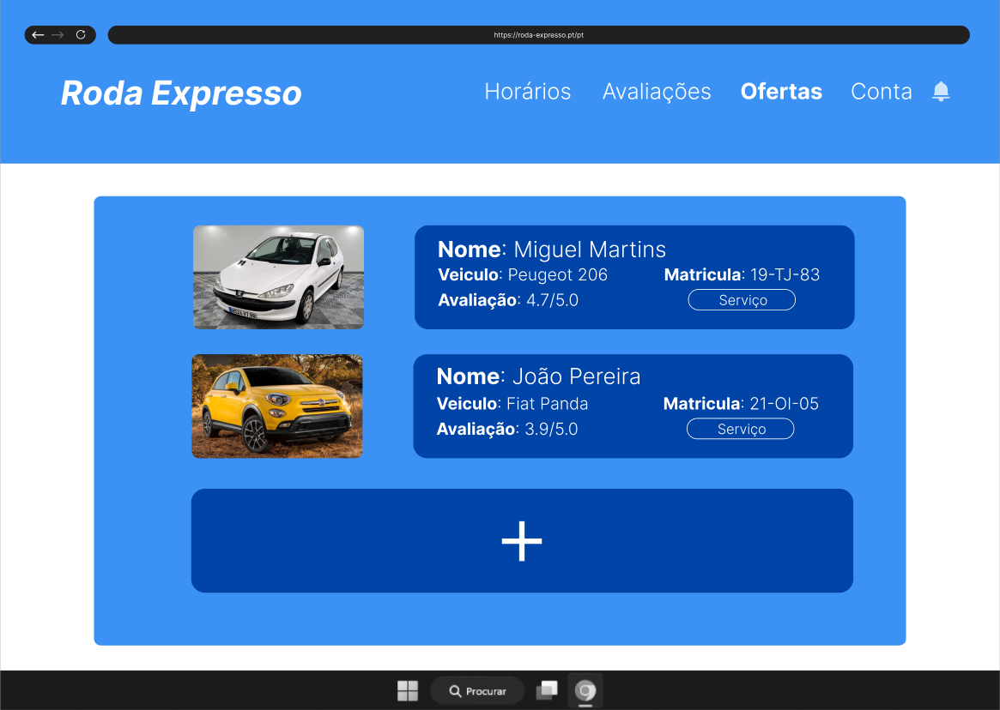 https://roda-expresso.pt/pt
Roda Expresso
Horários Avaliações Ofertas Conta
Nome: Miguel Martins
Veiculo: Peugeot 206 Matricula: 19-TJ-83
Avaliação: 4.7/5.0 Serviço
Nome: João Pereira
Veiculo: Fiat Panda Matricula: 21-OI-05
Avaliação: 3.9/5.0 Serviço
Procurar